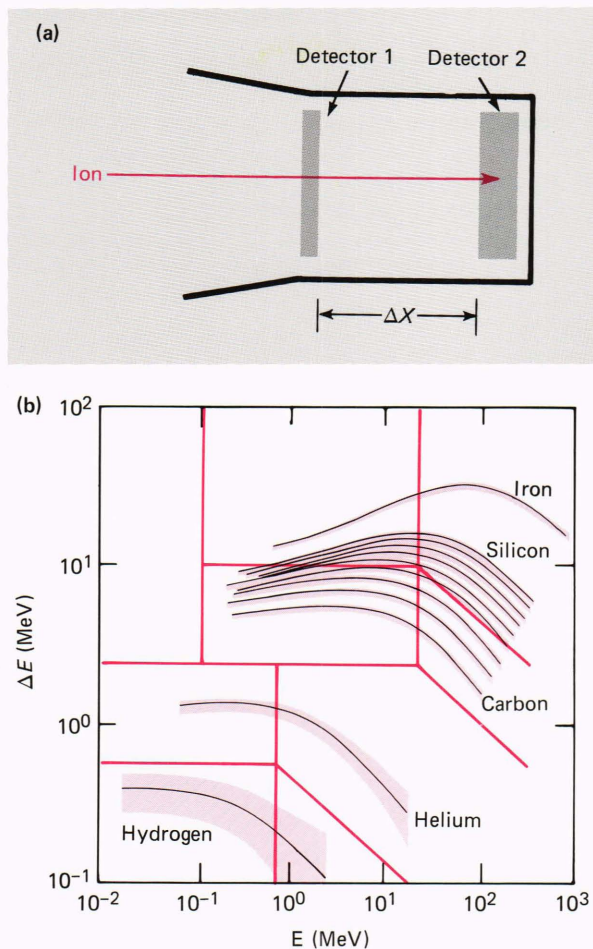 (a)
Detector 1
Detector 2
Ion
ΔX
(b)
10²
Iron
Silicon
10¹
ΔE (MeV)
Carbon
10⁰
Hydrogen
Helium
10⁻¹
10⁻² 10⁻¹ 10⁰ 10¹ 10² 10³
E (MeV)